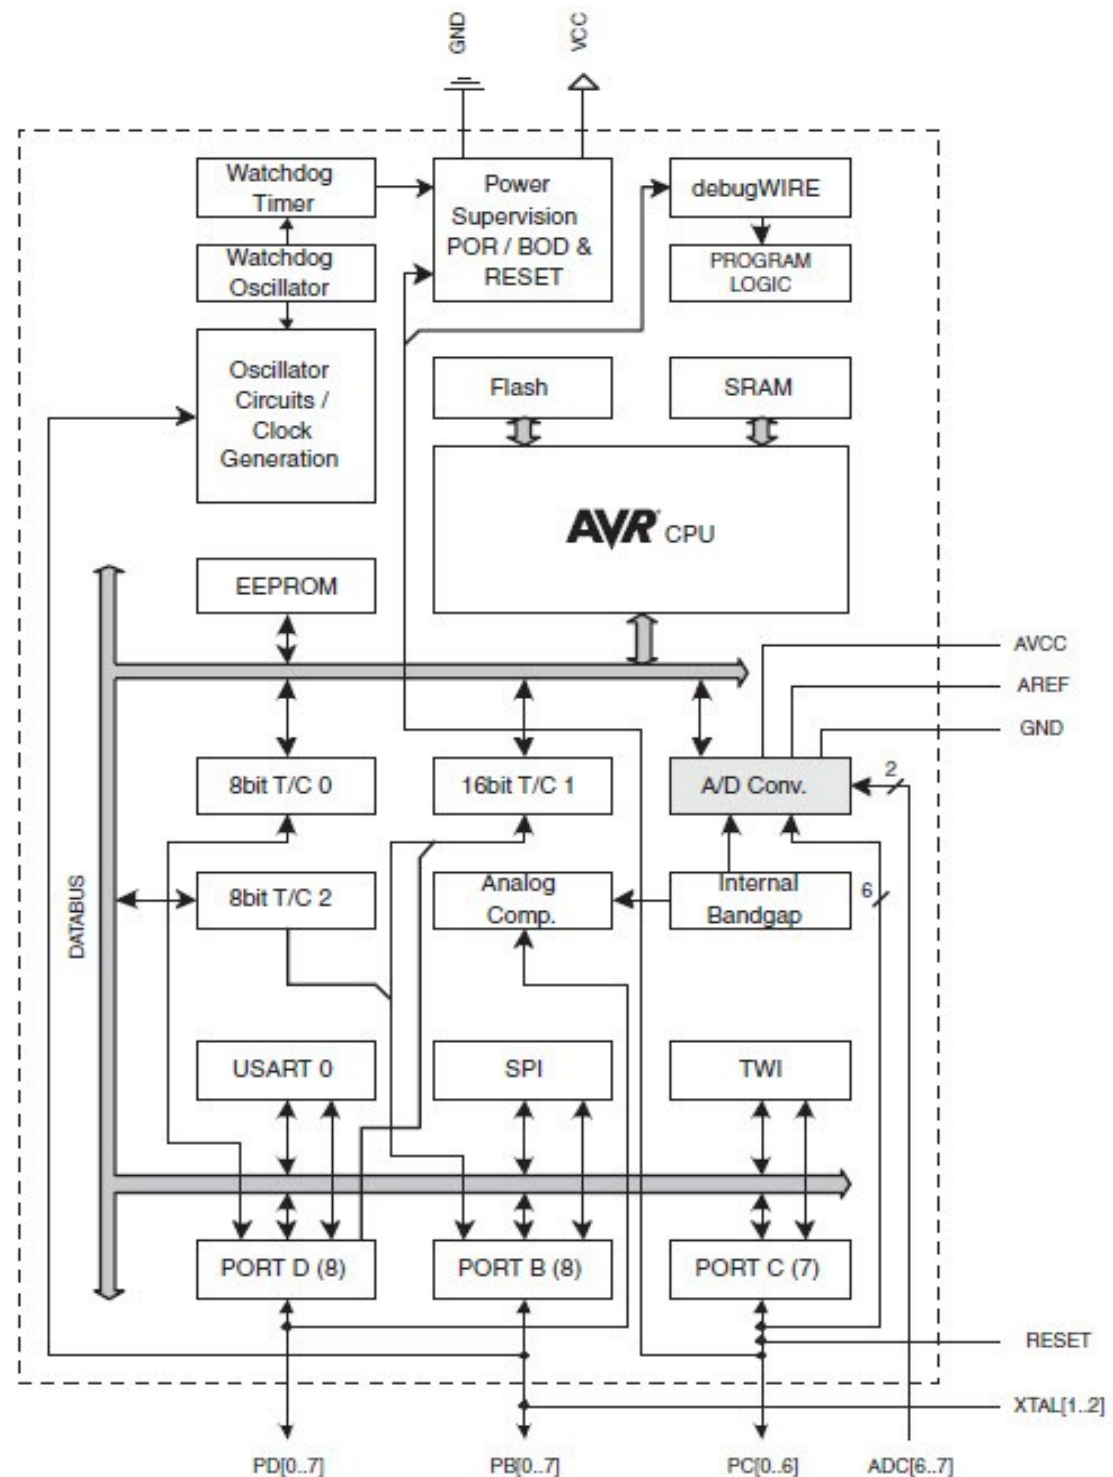 GND
VCC
Watchdog
Timer
Power
Supervision
POR / BOD &
RESET
debugWIRE
Watchdog
Oscillator
PROGRAM
LOGIC
Oscillator
Circuits /
Clock
Generation
Flash
SRAM
AVR CPU
EEPROM
AVCC
AREF
GND
8bit T/C 0
16bit T/C 1
A/D Conv.
2
DATABUS
8bit T/C 2
Analog
Comp.
Internal
Bandgap
6
USART 0
SPI
TWI
PORT D (8)
PORT B (8)
PORT C (7)
RESET
XTAL[1..2]
PD[0..7]
PB[0..7]
PC[0..6]
ADC[6..7]